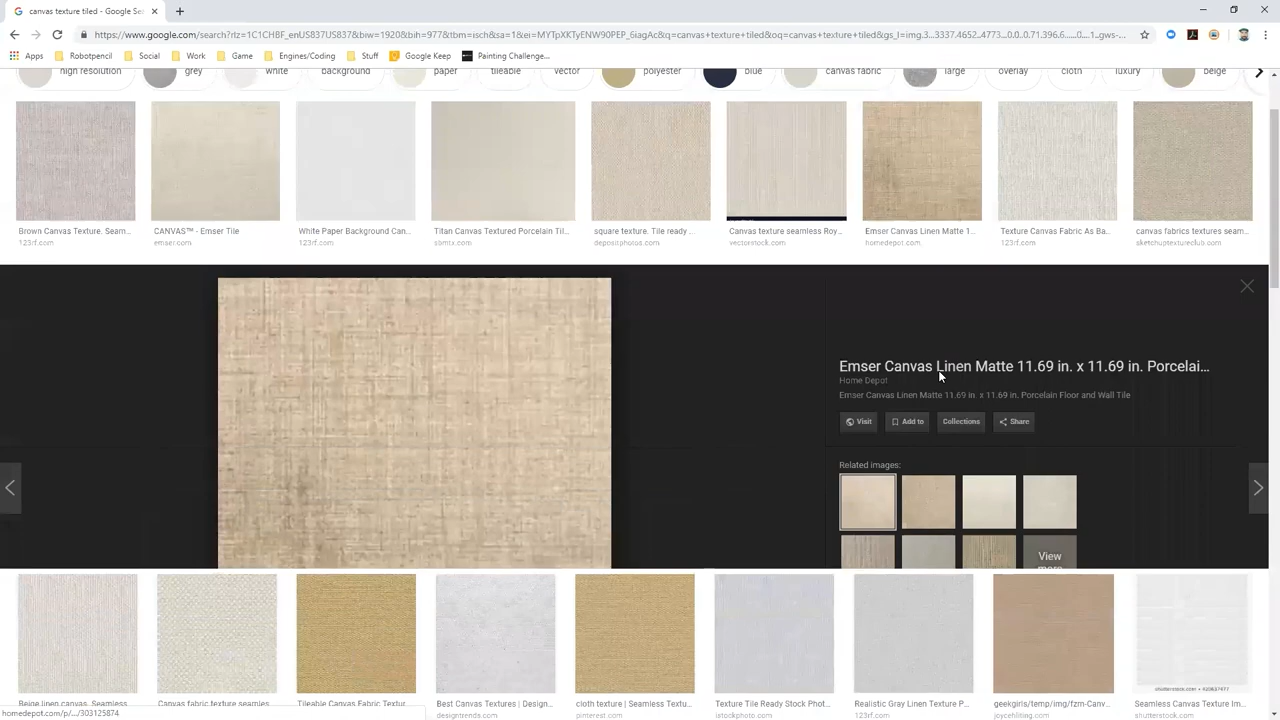 canvas texture tiled - Google Se
https://www.google.com/search?rlz=1C1CHBF_enUS837US837&biw=1920&bih=977&tbm=isch&sa=1&ei=MYTpXKTyENW90PEP_6iagAc&q=canvas+texture+tiled&oq=canvas+texture+tiled&gs_l=img.3...3337.4652..4773...0.0..0.71.396.6......0....1..gws-...
Apps Robotpencil Social Work Engines/Coding Stuff Google Keep Painting Challenge...
high resolution grey white background paper tileable vector polyester blue canvas fabric large overlay cloth luxury beige
Brown Canvas Texture. Seam... CANVAS™ - Emser Tile White Paper Background Can... Titan Canvas Textured Porcelain Til... square texture. Tile ready ... Canvas texture seamless Roy... Emser Canvas Linen Matte 1... Texture Canvas Fabric As Ba... canvas fabrics textures seam...
123rf.com emser.com 123rf.com sbmtx.com depositphotos.com vectorstock.com homedepot.com 123rf.com sketchuptextureclub.com
Emser Canvas Linen Matte 11.69 in. x 11.69 in. Porcelai...
Home Depot
Emser Canvas Linen Matte 11.69 in. x 11.69 in. Porcelain Floor and Wall Tile
Visit Add to Collections Share
Related images:
View
more
shutterstock.com •
Beige linen canvas. Seamless Canvas fabric texture seamles Tileable Canvas Fabric Textur... Best Canvas Textures | Design... cloth texture | Seamless Textu... Texture Tile Ready Stock Phot... Realistic Gray Linen Texture P... geekgirls/temp/img/fzm-Canv... Seamless Canvas Texture Im...
homedepot.com/p/.../303125874 designtrends.com pinterest.com istockphoto.com 123rf.com joycehliting.com shutterstock.com